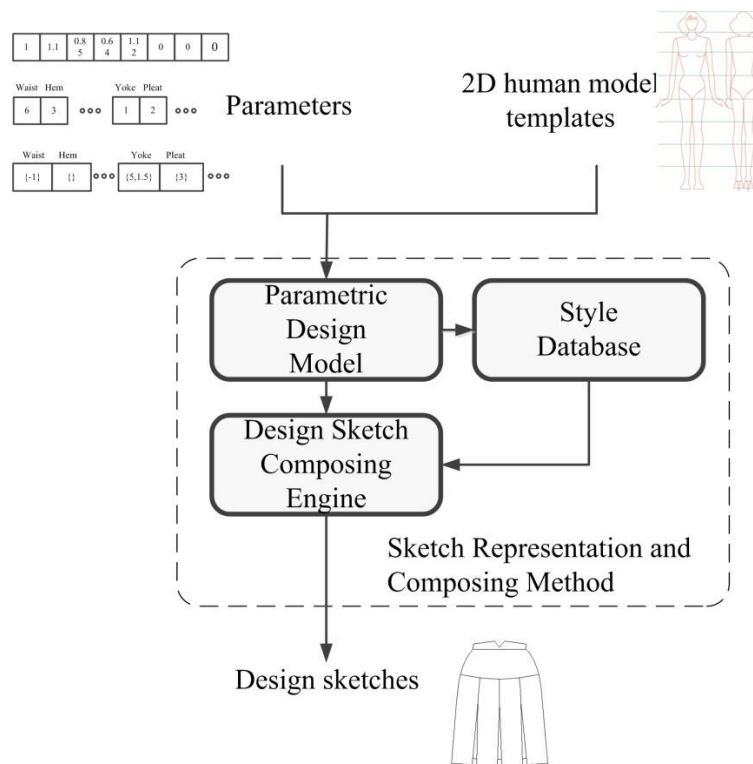 1 1.1 0.8 5 0.6 4 1.1 2 0 0 0
Waist Hem Yoke Pleat
6 3 1 2
Parameters
2D human model
templates
Waist Hem Yoke Pleat
{-1} {} {5,1.5} {3}
Parametric
Design
Model
Style
Database
Design Sketch
Composing
Engine
Sketch Representation and
Composing Method
Design sketches